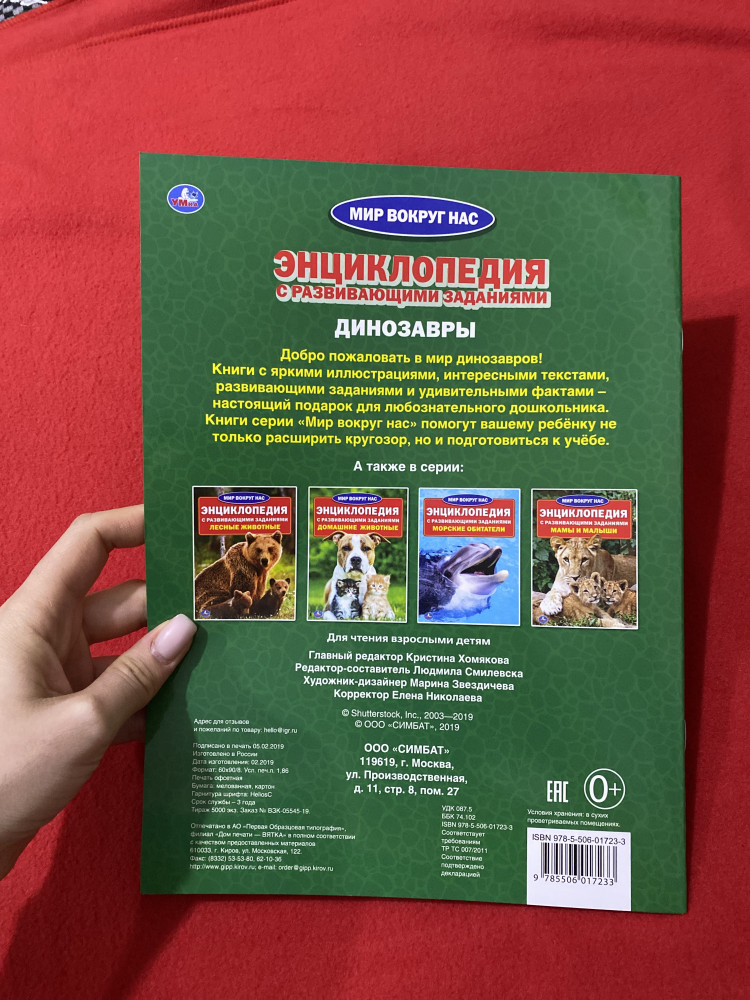 УМка
МИР ВОКРУГ НАС
ЭНЦИКЛОПЕДИЯ
С РАЗВИВАЮЩИМИ ЗАДАНИЯМИ
ДИНОЗАВРЫ
Добро пожаловать в мир динозавров!
Книги с яркими иллюстрациями, интересными текстами,
развивающими заданиями и удивительными фактами –
настоящий подарок для любознательного дошкольника.
Книги серии «Мир вокруг нас» помогут вашему ребёнку не
только расширить кругозор, но и подготовиться к учёбе.
А также в серии:
МИР ВОКРУГ НАС
ЭНЦИКЛОПЕДИЯ
С РАЗВИВАЮЩИМИ ЗАДАНИЯМИ
ЛЕСНЫЕ ЖИВОТНЫЕ
МИР ВОКРУГ НАС
ЭНЦИКЛОПЕДИЯ
С РАЗВИВАЮЩИМИ ЗАДАНИЯМИ
ДОМАШНИЕ ЖИВОТНЫЕ
МИР ВОКРУГ НАС
ЭНЦИКЛОПЕДИЯ
С РАЗВИВАЮЩИМИ ЗАДАНИЯМИ
МОРСКИЕ ОБИТАТЕЛИ
МИР ВОКРУГ НАС
ЭНЦИКЛОПЕДИЯ
С РАЗВИВАЮЩИМИ ЗАДАНИЯМИ
МАМЫ И МАЛЫШИ
Для чтения взрослыми детям
Главный редактор Кристина Хомякова
Редактор-составитель Людмила Смилевска
Художник-дизайнер Марина Звездичева
Корректор Елена Николаева
© Shutterstock, Inc., 2003—2019
© ООО «СИМБАТ», 2019
Адрес для отзывов
и пожеланий по товару: hello@igr.ru
Подписано в печать 05.02.2019
Изготовлено в России
Дата изготовления: 02.2019
Формат: 60х90/8. Усл. печ.л. 1,86
Печать офсетная
Бумага: мелованная, картон
Гарнитура шрифта: HeliosC
Срок службы – 3 года
Тираж 5000 экз. Заказ № ВЗК-05545-19.
Отпечатано в АО «Первая Образцовая типография»,
филиал «Дом печати — ВЯТКА» в полном соответствии
с качеством предоставленных материалов
610033, г. Киров, ул. Московская, 122.
Факс: (8332) 53-53-80, 62-10-36
http://www.gipp.kirov.ru; e-mail: order@gipp.kirov.ru
ООО «СИМБАТ»
119619, г. Москва,
ул. Производственная,
д. 11, стр. 8, пом. 27
УДК 087.5
ББК 74.102
ISBN 978-5-506-01723-3
Соответствует
требованиям
ТР ТС 007/2011
Соответствие
подтверждено
декларацией
EAC
0+
Условия хранения: в сухих
проветриваемых помещениях.
ISBN 978-5-506-01723-3
9 785506 017233